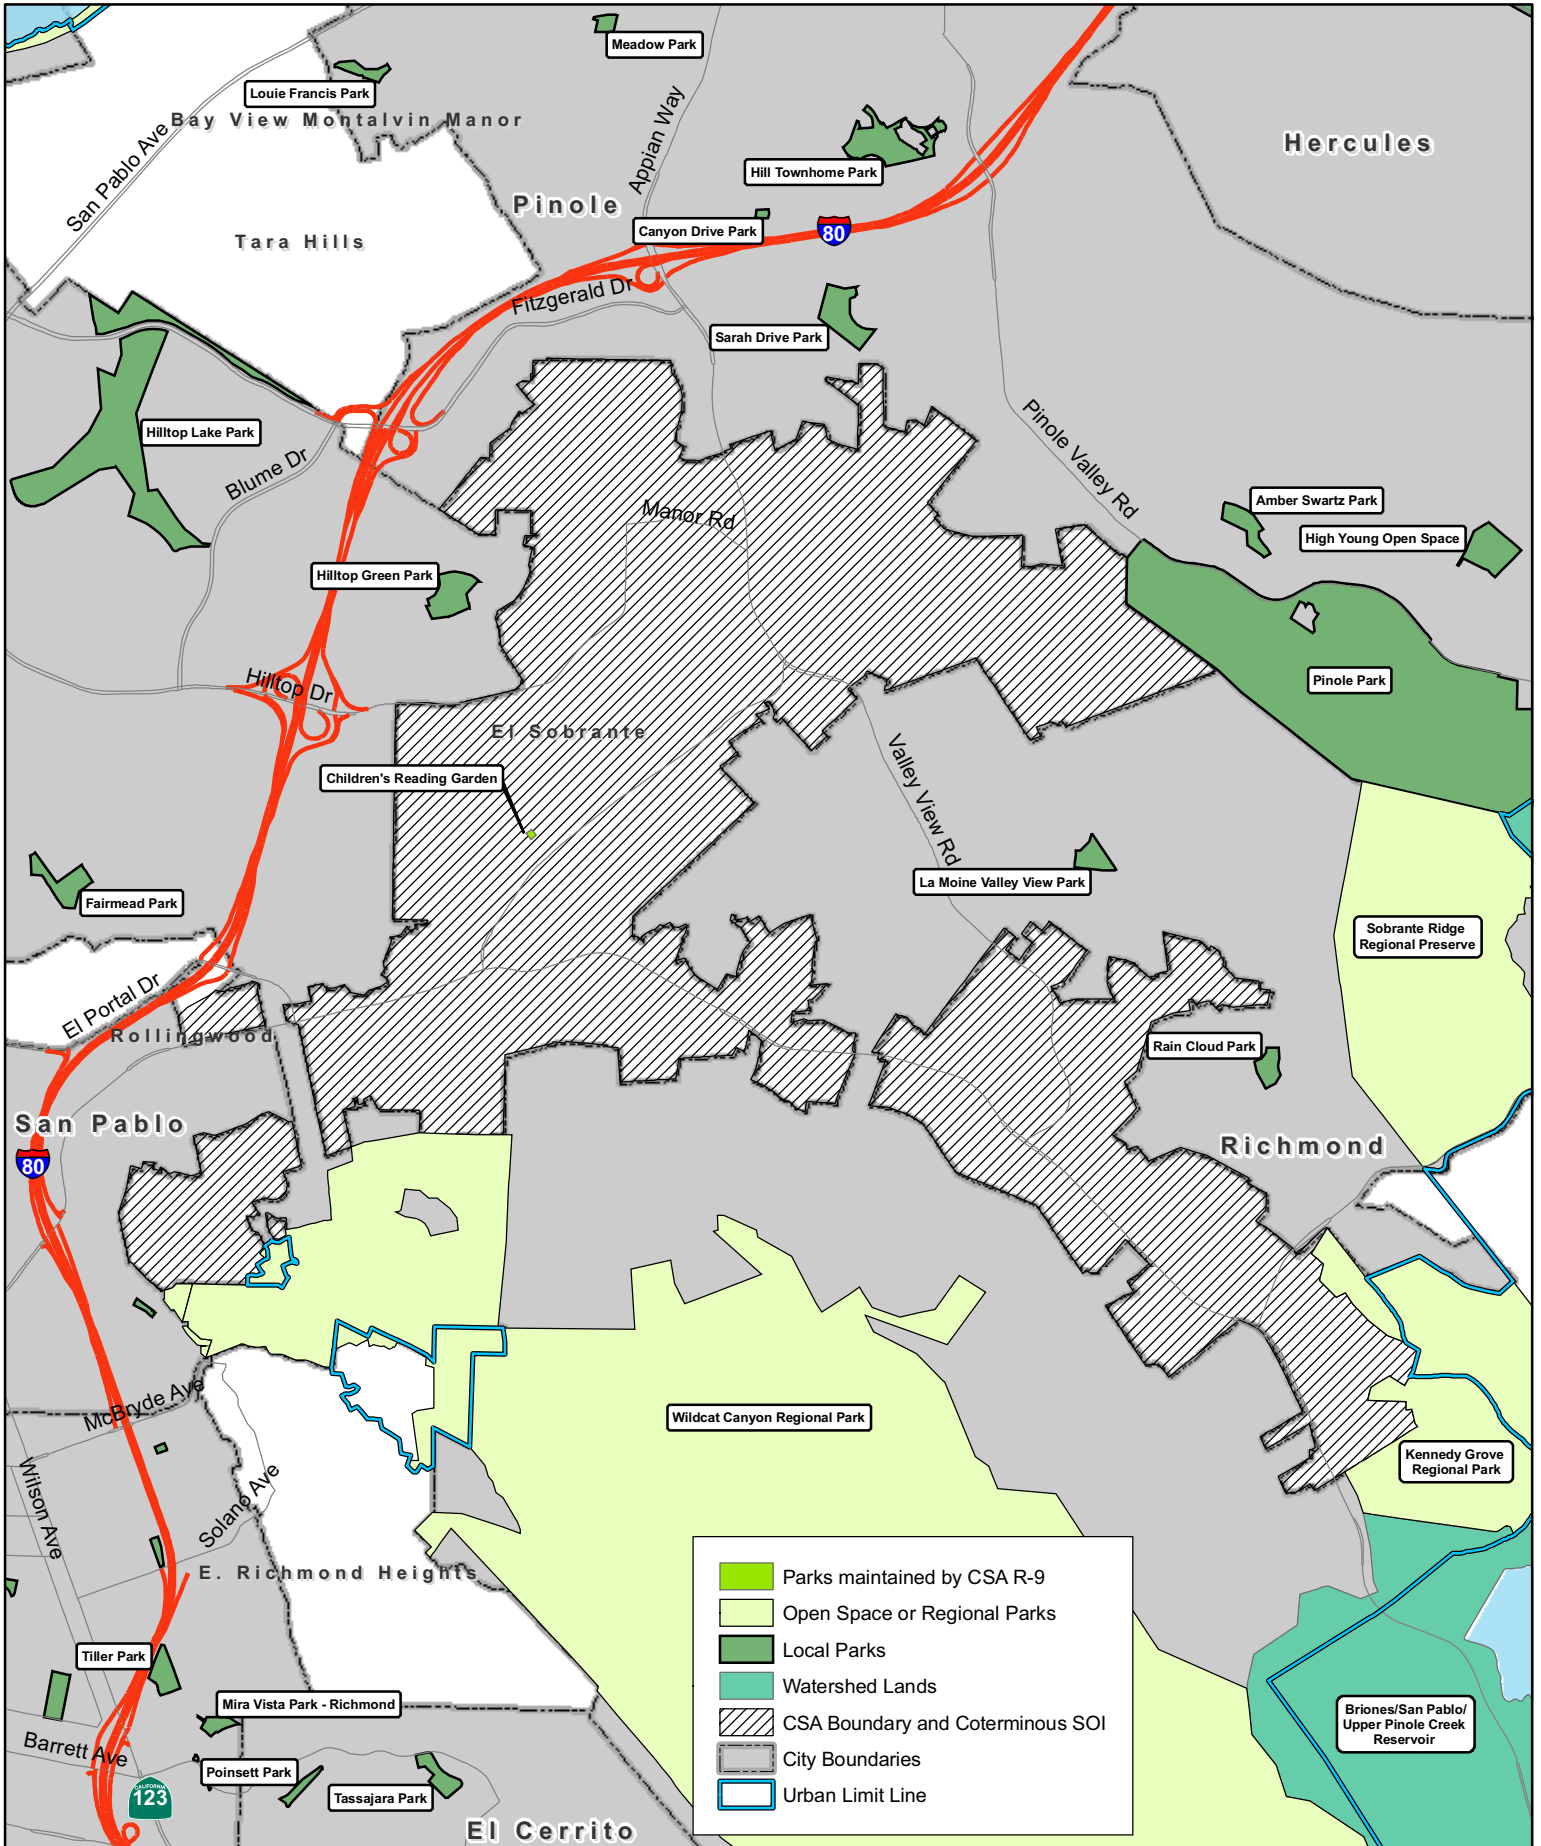 Meadow Park
Louie Francis Park
Bay View Montalvin Manor
San Pablo Ave
Appian Way
Hercules
Hill Townhome Park
Pinole
Canyon Drive Park
80
Tara Hills
Fitzgerald Dr
Sarah Drive Park
Hilltop Lake Park
Blume Dr
Pinole Valley Rd
Amber Swartz Park
Manor Rd
High Young Open Space
Hilltop Green Park
Hilltop Dr
Pinole Park
El Sobrante
Children's Reading Garden
Valley View Rd
La Moine Valley View Park
Fairmead Park
Sobrante Ridge
Regional Preserve
El Portal Dr
Rollingwood
Rain Cloud Park
San Pablo
Richmond
80
McBryde Ave
Wildcat Canyon Regional Park
Kennedy Grove
Regional Park
Wilson Ave
Solano Ave
E. Richmond Heights
Parks maintained by CSA R-9
Open Space or Regional Parks
Local Parks
Watershed Lands
CSA Boundary and Coterminous SOI
City Boundaries
Urban Limit Line
Tiller Park
Mira Vista Park - Richmond
Briones/San Pablo/
Upper Pinole Creek
Reservoir
Barrett Ave
Poinsett Park
CALIFORNIA
123
Tassajara Park
El Cerrito